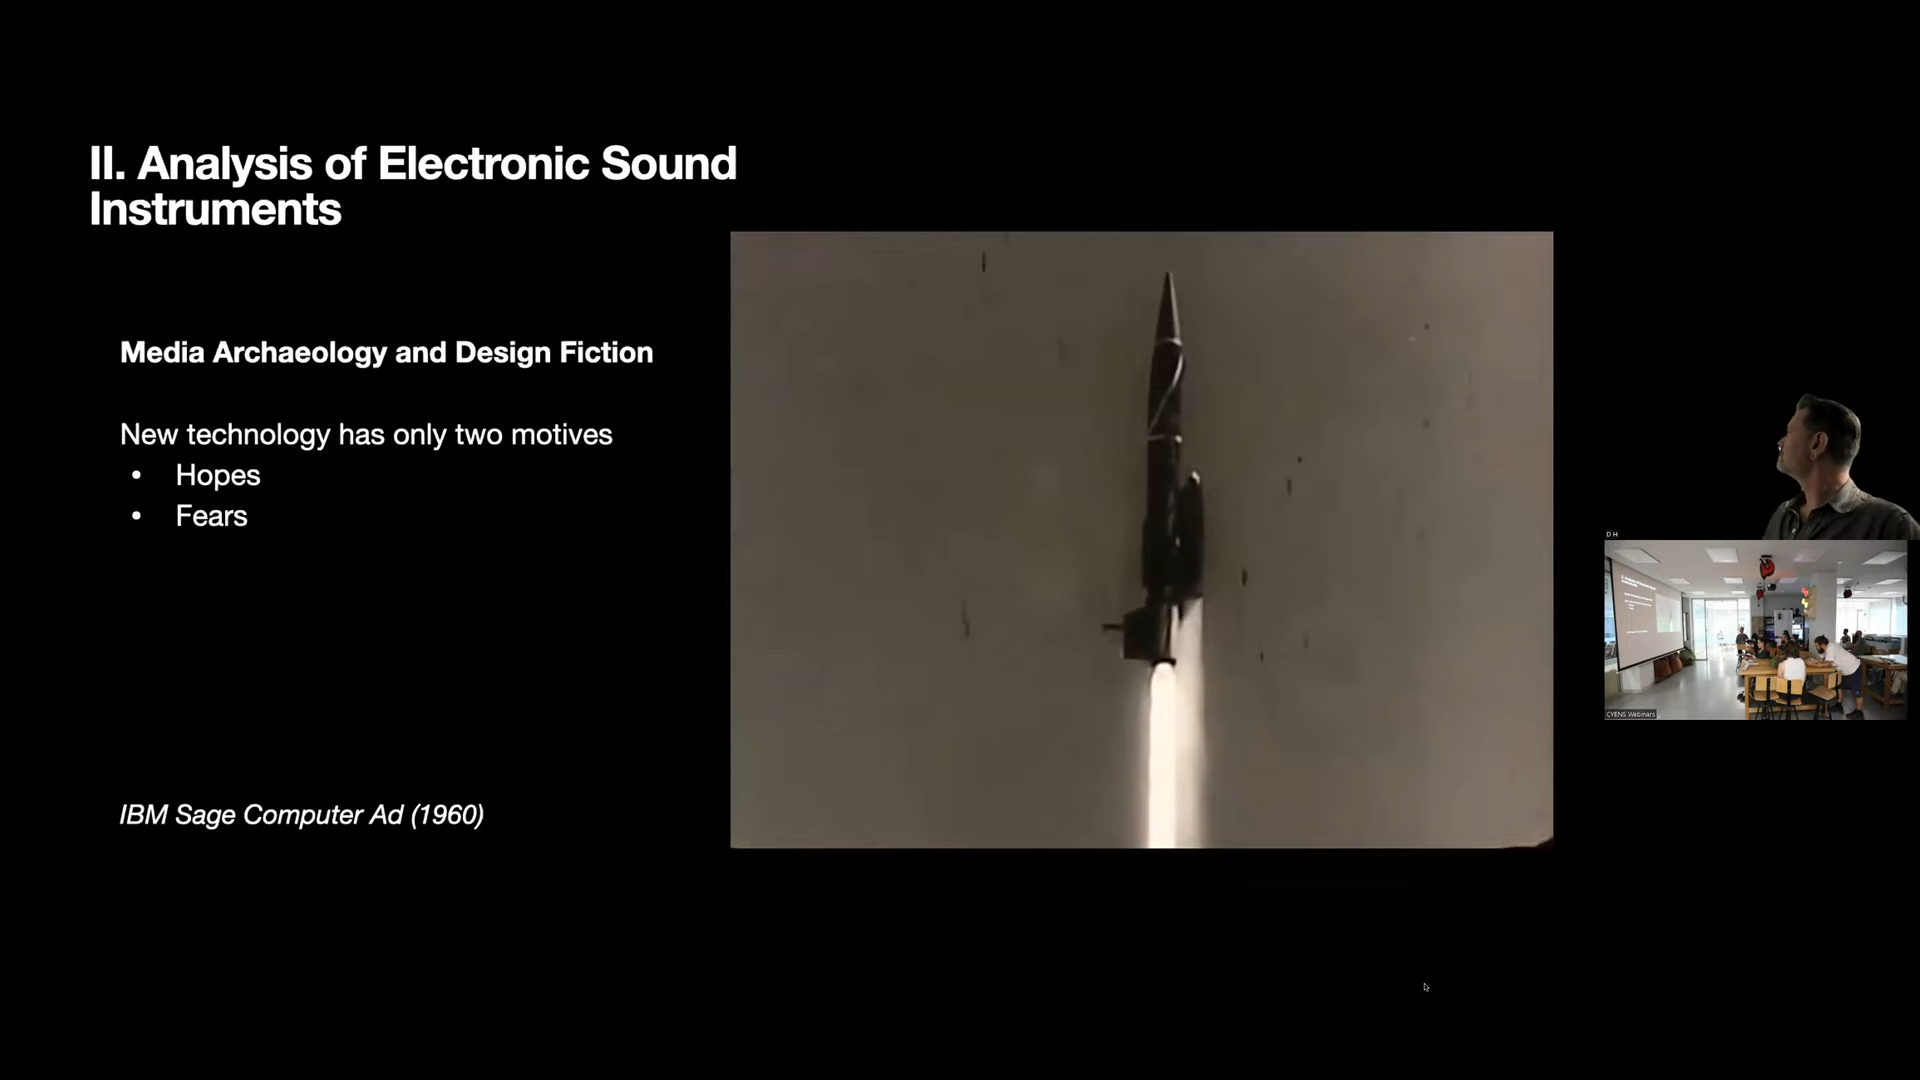 II. Analysis of Electronic Sound
Instruments
Media Archaeology and Design Fiction
New technology has only two motives
• Hopes
• Fears
IBM Sage Computer Ad (1960)
D H
CYENS Webinars